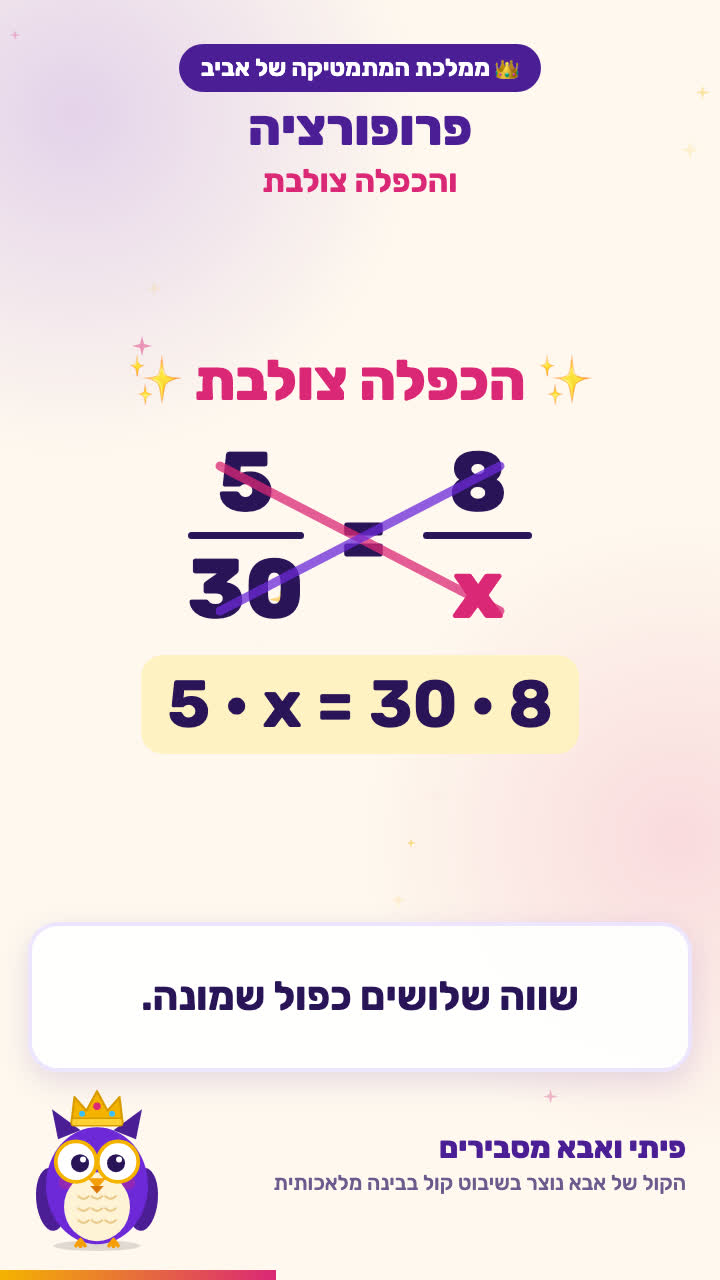 👑 ממלכת המתמטיקה של אביב
פרופורציה
והכפלה צולבת
✨ הכפלה צולבת ✨
5 = 8
30 x
5 • x = 30 • 8
שווה שלושים כפול שמונה.
פיתי ואבא מסבירים
הקול של אבא נוצר בשיבוט קול בבינה מלאכותית